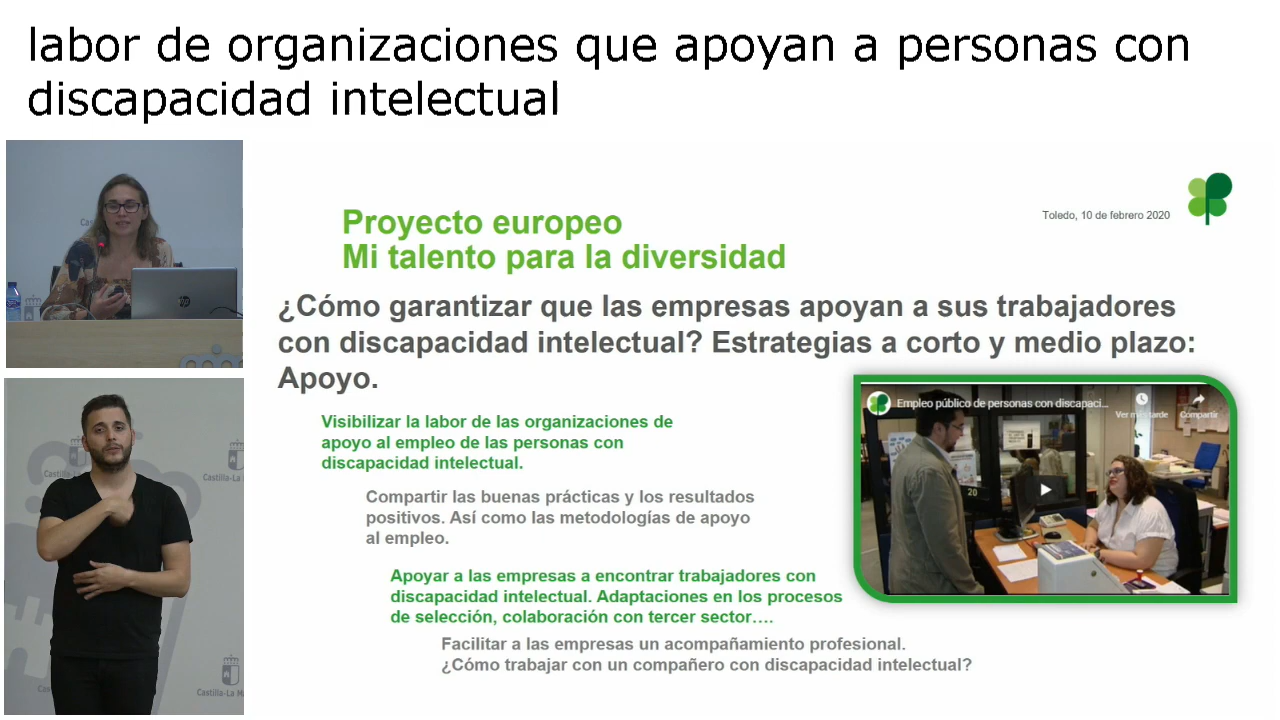 labor de organizaciones que apoyan a personas con
discapacidad intelectual
Proyecto europeo
Mi talento para la diversidad
Toledo, 10 de febrero 2020
¿Cómo garantizar que las empresas apoyan a sus trabajadores
con discapacidad intelectual? Estrategias a corto y medio plazo:
Apoyo.
Visibilizar la labor de las organizaciones de
apoyo al empleo de las personas con
discapacidad intelectual.
Compartir las buenas prácticas y los resultados
positivos. Así como las metodologías de apoyo
al empleo.
Apoyar a las empresas a encontrar trabajadores con
discapacidad intelectual. Adaptaciones en los procesos
de selección, colaboración con tercer sector….
Facilitar a las empresas un acompañamiento profesional.
¿Cómo trabajar con un compañero con discapacidad intelectual?
Empleo público de personas con discapaci...
Ver más tarde
Compartir
20
hp
Castilla-La M